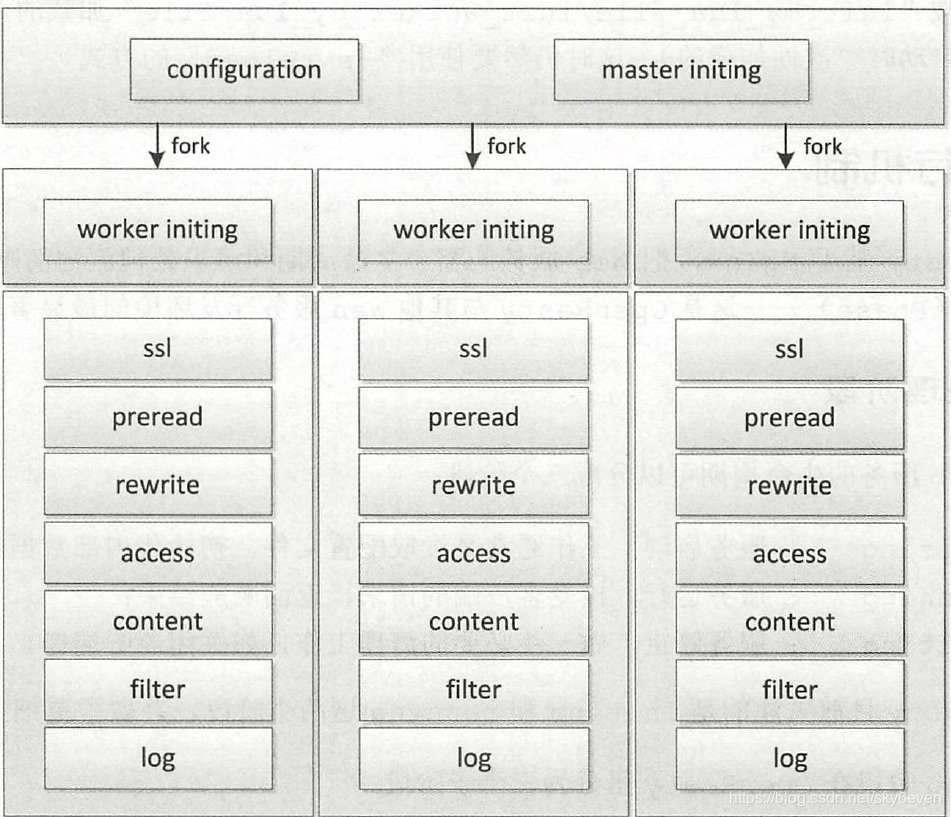 configuration
master initing
fork
fork
fork
worker initing
worker initing
worker initing
ssl
ssl
ssl
preread
preread
preread
rewrite
rewrite
rewrite
access
access
access
content
content
content
filter
filter
filter
log
log
log
https://blog.csdn.net/sky6even